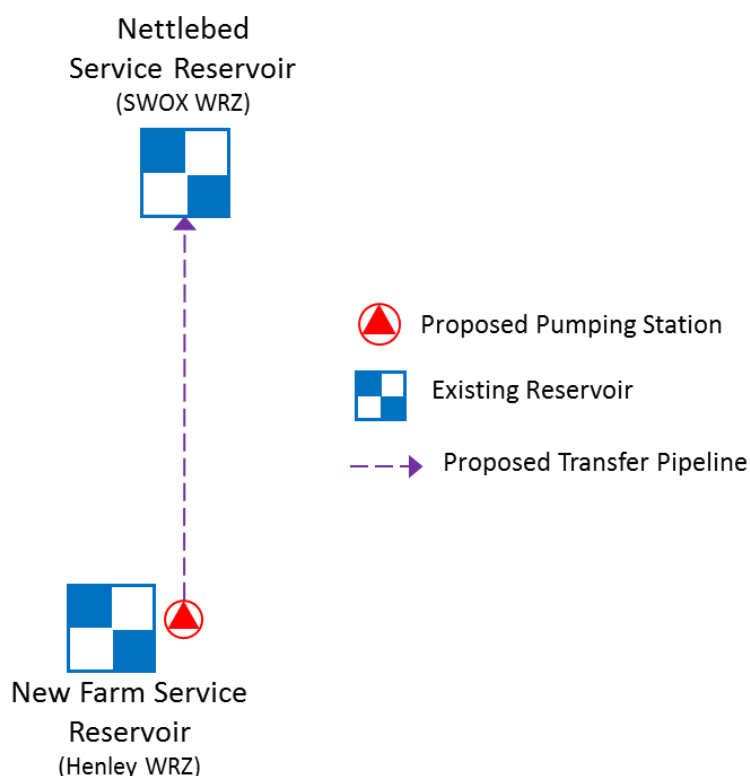 Nettlebed
Service Reservoir
(SWOX WRZ)
Proposed Pumping Station
Existing Reservoir
Proposed Transfer Pipeline
New Farm Service
Reservoir
(Henley WRZ)